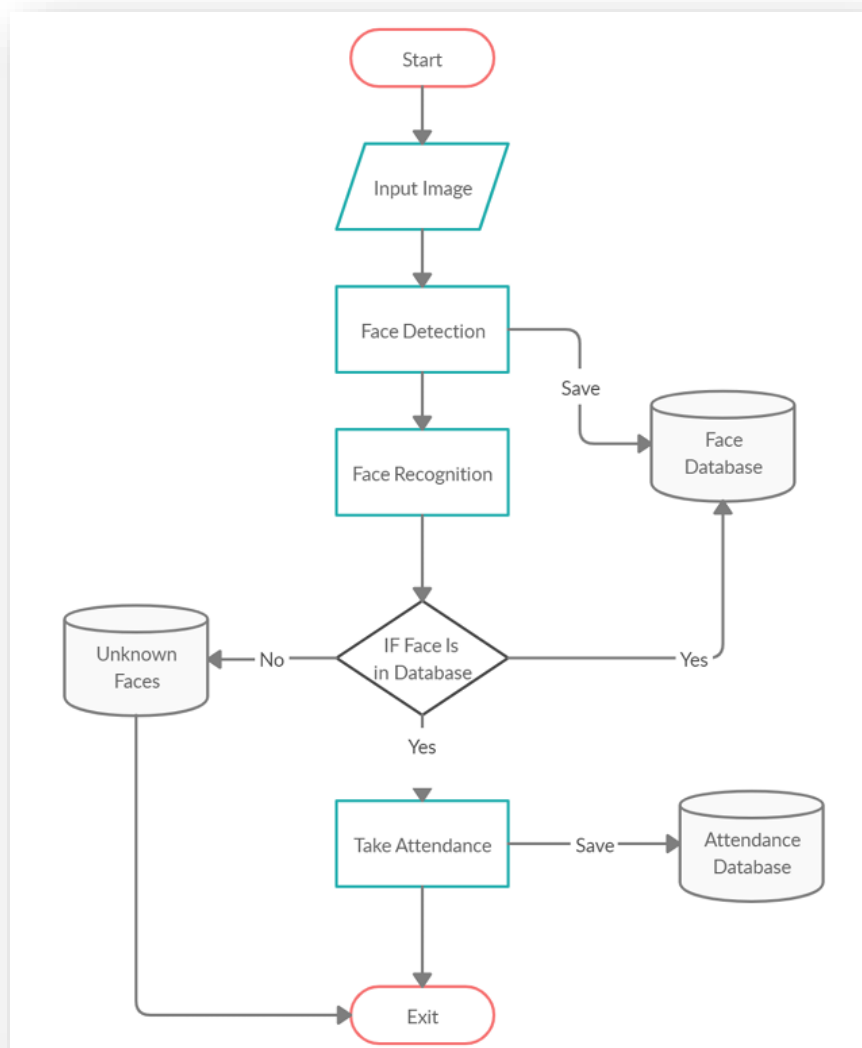 Start
Input Image
Face Detection
Save
Face
Database
Face Recognition
IF Face Is
in Database
No
Unknown
Faces
Yes
Yes
Take Attendance
Save
Attendance
Database
Exit